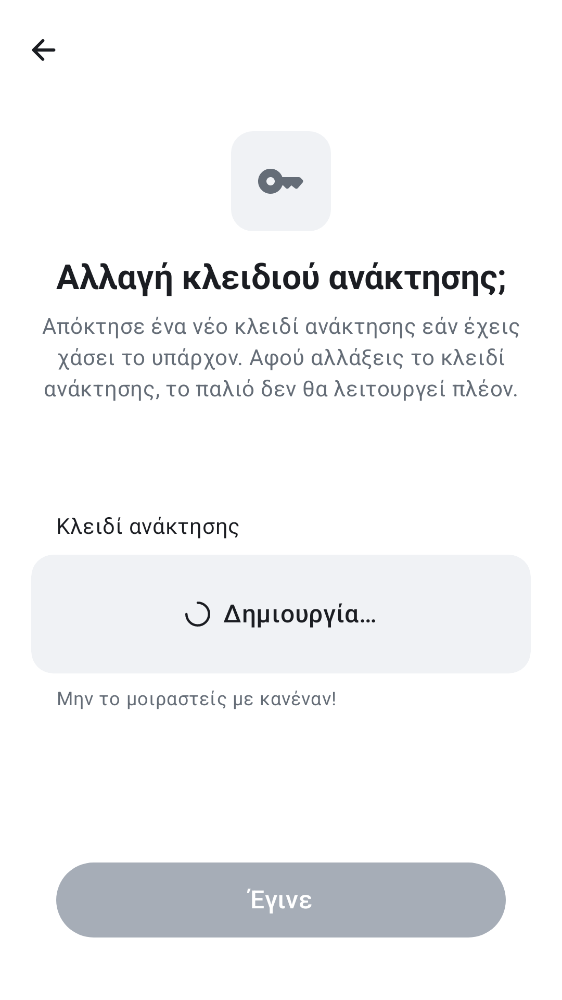 Αλλαγή κλειδιού ανάκτησης;
Απόκτησε ένα νέο κλειδί ανάκτησης εάν έχεις
χάσει το υπάρχον. Αφού αλλάξεις το κλειδί
ανάκτησης, το παλιό δεν θα λειτουργεί πλέον.
Κλειδί ανάκτησης
Δημιουργία…
Μην το μοιραστείς με κανέναν!
Έγινε